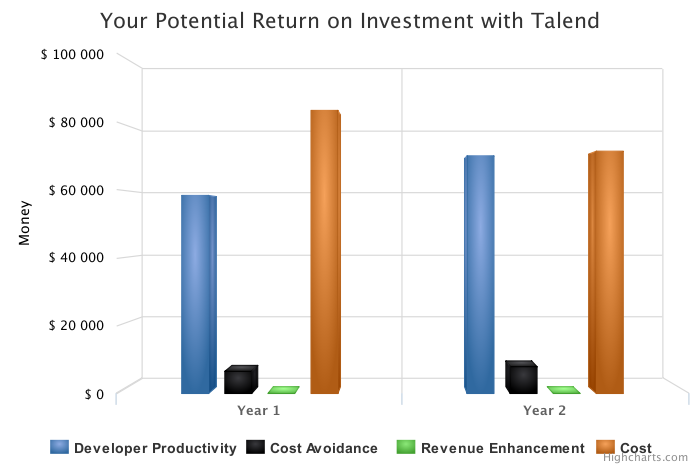 Your Potential Return on Investment with Talend
$ 100 000
$ 80 000
$ 60 000
$ 40 000
$ 20 000
$ 0
Money
Year 1
Year 2
Developer Productivity
Cost Avoidance
Revenue Enhancement
Cost
Highcharts.com